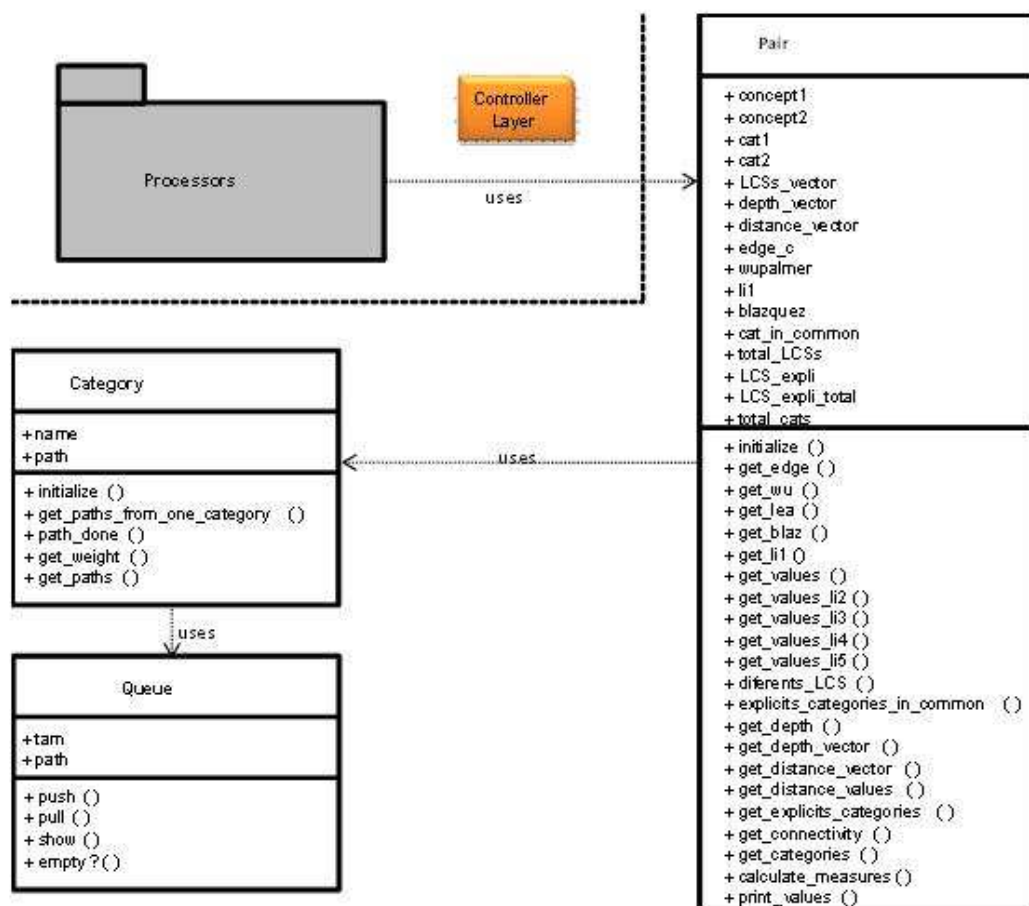 Processors
Controller
Layer
uses
Pair
+ concept1
+ concept2
+ cat1
+ cat2
+ LCSs_vector
+ depth_vector
+ distance_vector
+ edge_c
+ wupalmer
+ li1
+ blazquez
+ cat_in_common
+ total_LCSs
+ LCS_expli
+ LCS_expli_total
+ total_cats
+ initialize ()
+ get_edge ()
+ get_wu ()
+ get_lea ()
+ get_blaz ()
+ get_li1 ()
+ get_values ()
+ get_values_li2 ()
+ get_values_li3 ()
+ get_values_li4 ()
+ get_values_li5 ()
+ diferents_LCS ()
+ explicits_categories_in_common ()
+ get_depth ()
+ get_depth_vector ()
+ get_distance_vector ()
+ get_distance_values ()
+ get_explicits_categories ()
+ get_connectivity ()
+ get_categories ()
+ calculate_measures ()
+ print_values ()
uses
Category
+ name
+ path
+ initialize ()
+ get_paths_from_one_category ()
+ path_done ()
+ get_weight ()
+ get_paths ()
uses
Queue
+ tam
+ path
+ push ()
+ pull ()
+ show ()
+ empty ? ()